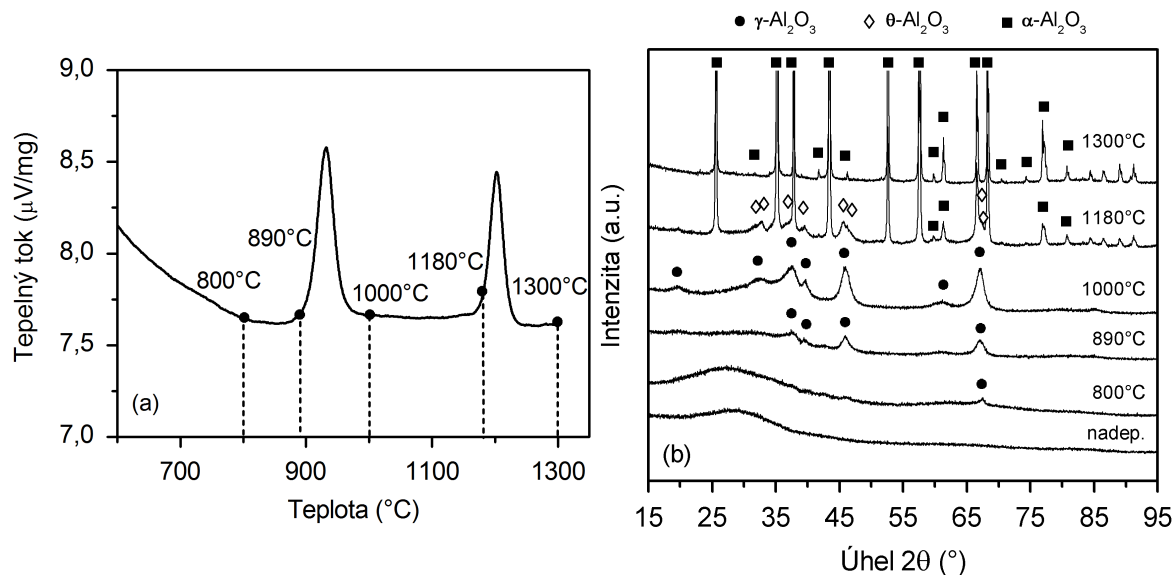 γ-Al2O3 θ-Al2O3 α-Al2O3
9,0
8,5
8,0
7,5
7,0
Tepelný tok (μV/mg)
800°C
890°C
1000°C
1180°C
1300°C
(a)
700 900 1100 1300
Teplota (°C)
Intenzita (a.u.)
1300°C
1180°C
1000°C
890°C
800°C
nadep.
(b)
15 25 35 45 55 65 75 85 95
Úhel 2θ (°)